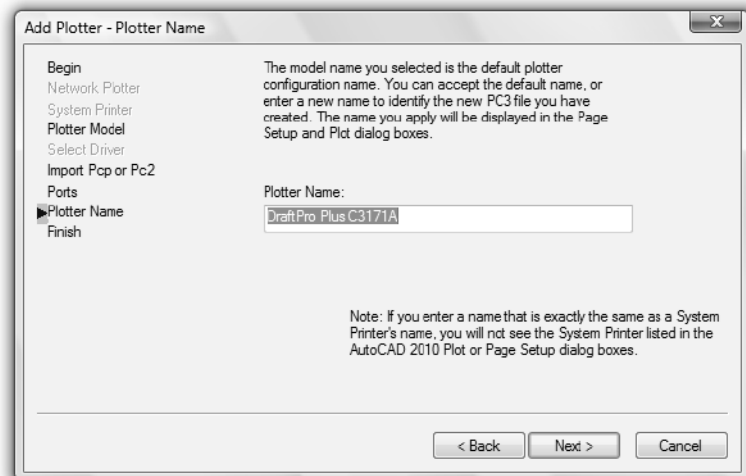 Add Plotter - Plotter Name
X
Begin
Network Plotter
System Printer
Plotter Model
Select Driver
Import Pcp or Pc2
Ports
Plotter Name
Finish
The model name you selected is the default plotter
configuration name. You can accept the default name, or
enter a new name to identify the new PC3 file you have
created. The name you apply will be displayed in the Page
Setup and Plot dialog boxes.
Plotter Name:
DraftPro Plus C3171A
Note: If you enter a name that is exactly the same as a System
Printer's name, you will not see the System Printer listed in the
AutoCAD 2010 Plot or Page Setup dialog boxes.
< Back
Next >
Cancel